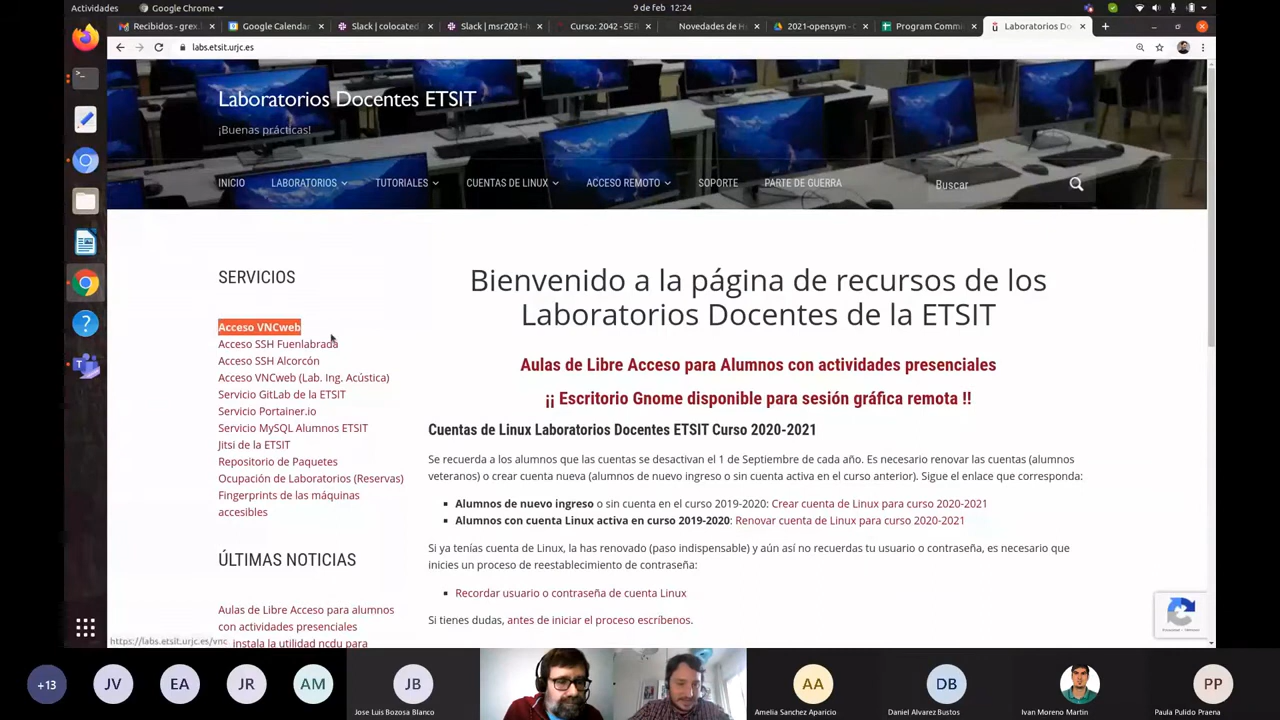 Actividades
Google Chrome
9 de feb 12:24
Recibidos - grex.l
Google Calendar
Slack | colocated
Slack | msr2021-
Curso: 2042 - SER
Novedades de H
2021-opensym -
Program Commi
Laboratorios Do
labs.etsit.urjc.es
Laboratorios Docentes ETSIT
¡Buenas prácticas!
INICIO LABORATORIOS TUTORIALES CUENTAS DE LINUX ACCESO REMOTO SOPORTE PARTE DE GUERRA Buscar
SERVICIOS
Acceso VNCweb
Acceso SSH Fuenlabrada
Acceso SSH Alcorcón
Acceso VNCweb (Lab. Ing. Acústica)
Servicio GitLab de la ETSIT
Servicio Portainer.io
Servicio MySQL Alumnos ETSIT
Jitsi de la ETSIT
Repositorio de Paquetes
Ocupación de Laboratorios (Reservas)
Fingerprints de las máquinas
accesibles
ÚLTIMAS NOTICIAS
Aulas de Libre Acceso para alumnos
con actividades presenciales
instala la utilidad ncdu para
https://labs.etsit.urjc.es/vnc
Bienvenido a la página de recursos de los
Laboratorios Docentes de la ETSIT
Aulas de Libre Acceso para Alumnos con actividades presenciales
¡¡ Escritorio Gnome disponible para sesión gráfica remota !!
Cuentas de Linux Laboratorios Docentes ETSIT Curso 2020-2021
Se recuerda a los alumnos que las cuentas se desactivan el 1 de Septiembre de cada año. Es necesario renovar las cuentas (alumnos
veteranos) o crear cuenta nueva (alumnos de nuevo ingreso o sin cuenta activa en el curso anterior). Sigue el enlace que corresponda:
Alumnos de nuevo ingreso o sin cuenta en el curso 2019-2020: Crear cuenta de Linux para curso 2020-2021
Alumnos con cuenta Linux activa en curso 2019-2020: Renovar cuenta de Linux para curso 2020-2021
Si ya tenías cuenta de Linux, la has renovado (paso indispensable) y aún así no recuerdas tu usuario o contraseña, es necesario que
inicies un proceso de reestablecimiento de contraseña:
Recordar usuario o contraseña de cuenta Linux
Si tienes dudas, antes de iniciar el proceso escríbenos.
+13 JV EA JR AM JB AA DB PP
Jose Luis Bozosa Blanco
Amelia Sanchez Aparicio
Daniel Alvarez Bustos
Ivan Moreno Martin
Paula Pulido Praena